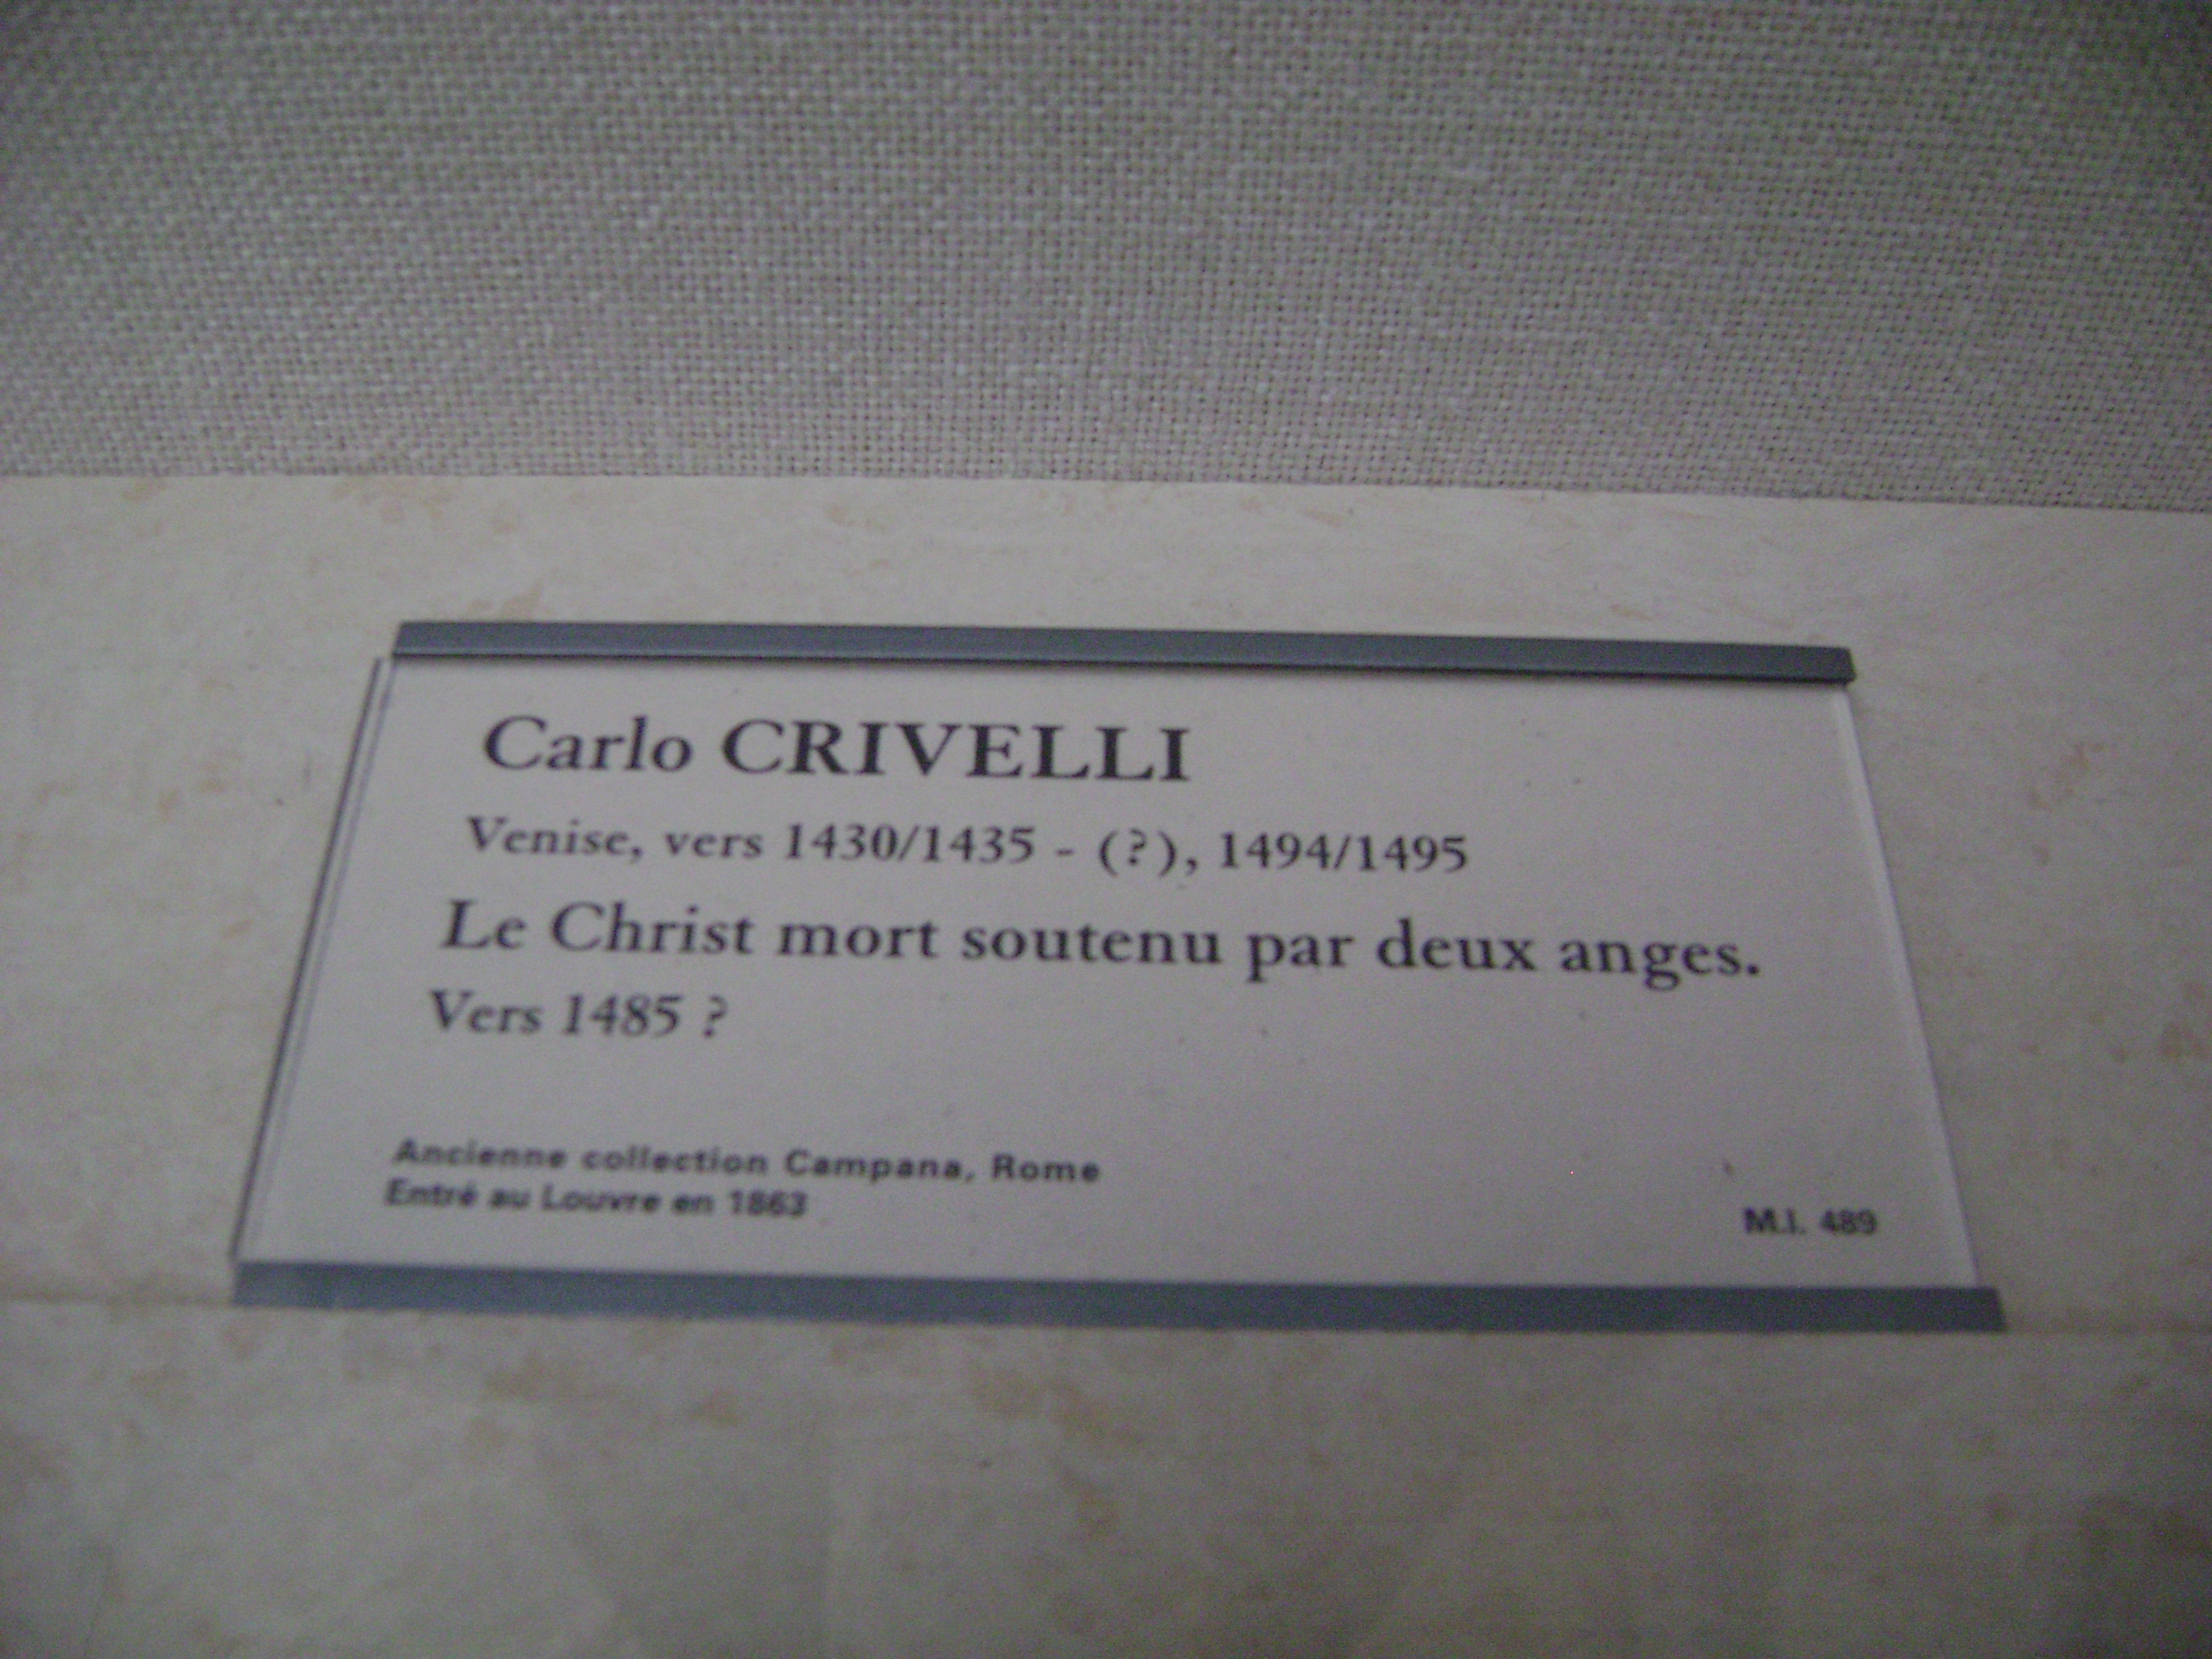 Carlo CRIVELLI
Venise, vers 1430/1435 - (?), 1494/1495
Le Christ mort soutenu par deux anges.
Vers 1485 ?
Ancienne collection Campana, Rome
Entré au Louvre en 1863
M.I. 489